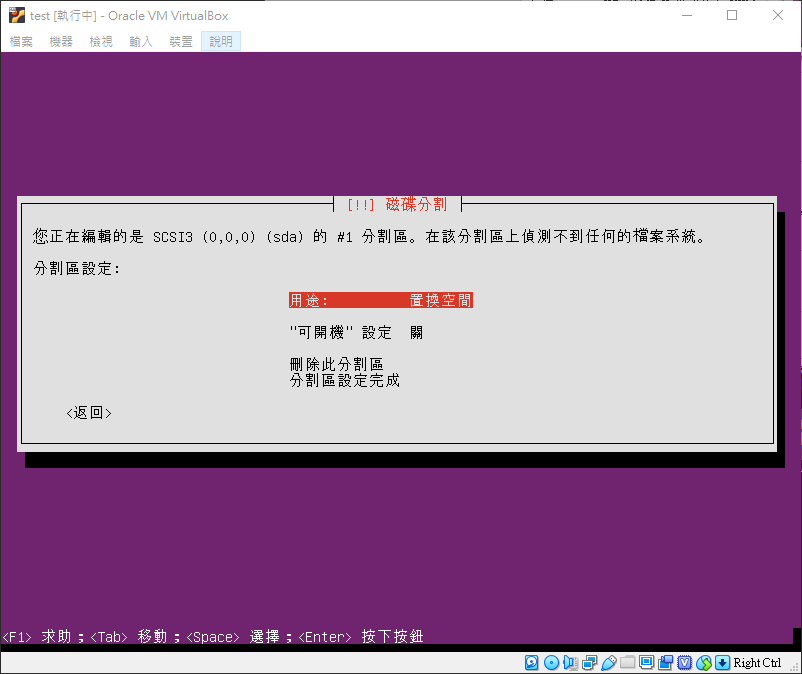 test [執行中] - Oracle VM VirtualBox
檔案 機器 檢視 輸入 裝置 說明
[!!] 磁碟分割
您正在編輯的是 SCSI3 (0,0,0) (sda) 的 #1 分割區。在該分割區上偵測不到任何的檔案系統。
分割區設定:
用途: 置換空間
"可開機" 設定 關
刪除此分割區
分割區設定完成
<返回>
<F1> 求助；<Tab> 移動；<Space> 選擇；<Enter> 按下按鈕
Right Ctrl